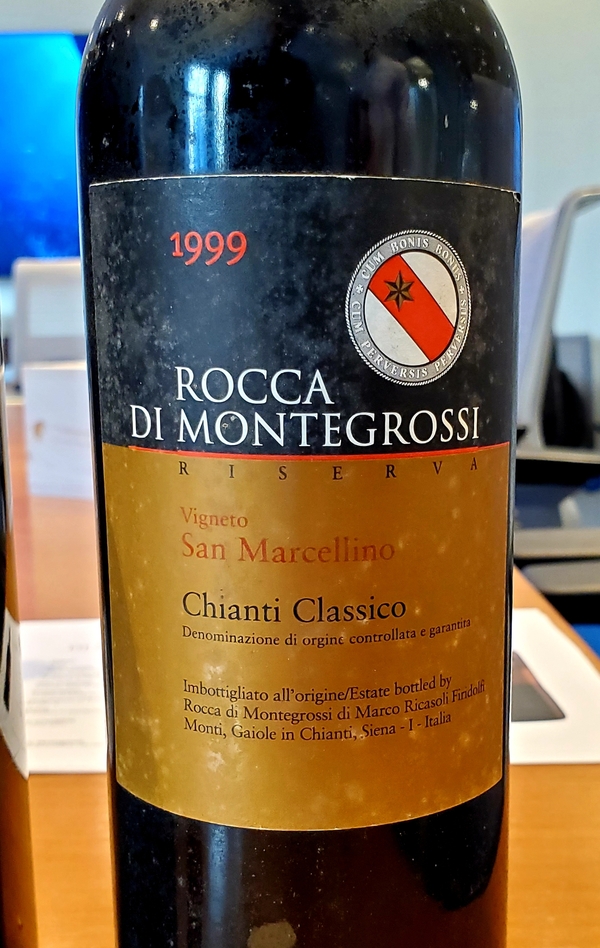 1999
CUM BONIS BONUS
CUM PERVERSIS PERVERSUS
ROCCA
DI MONTEGROSSI
RISERVA
Vigneto
San Marcellino
Chianti Classico
Denominazione di origine controllata e garantita
Imbottigliato all'origine/Estate bottled by
Rocca di Montegrossi di Marco Ricasoli Firidolfi
Monti, Gaiole in Chianti, Siena - I - Italia